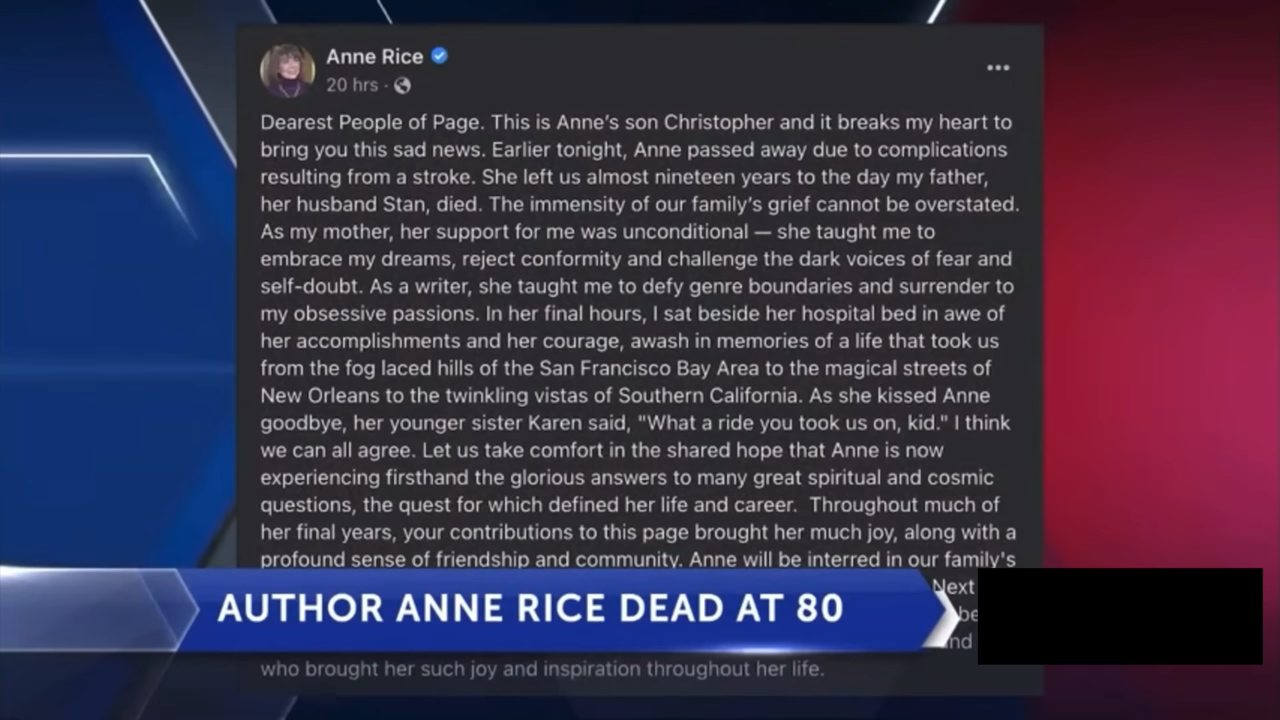 Anne Rice
20 hrs ·
Dearest People of Page. This is Anne's son Christopher and it breaks my heart to
bring you this sad news. Earlier tonight, Anne passed away due to complications
resulting from a stroke. She left us almost nineteen years to the day my father,
her husband Stan, died. The immensity of our family's grief cannot be overstated.
As my mother, her support for me was unconditional — she taught me to
embrace my dreams, reject conformity and challenge the dark voices of fear and
self-doubt. As a writer, she taught me to defy genre boundaries and surrender to
my obsessive passions. In her final hours, I sat beside her hospital bed in awe of
her accomplishments and her courage, awash in memories of a life that took us
from the fog laced hills of the San Francisco Bay Area to the magical streets of
New Orleans to the twinkling vistas of Southern California. As she kissed Anne
goodbye, her younger sister Karen said, "What a ride you took us on, kid." I think
we can all agree. Let us take comfort in the shared hope that Anne is now
experiencing firsthand the glorious answers to many great spiritual and cosmic
questions, the quest for which defined her life and career.  Throughout much of
her final years, your contributions to this page brought her much joy, along with a
profound sense of friendship and community. Anne will be interred in our family's
Next
AUTHOR ANNE RICE DEAD AT 80
who brought her such joy and inspiration throughout her life.